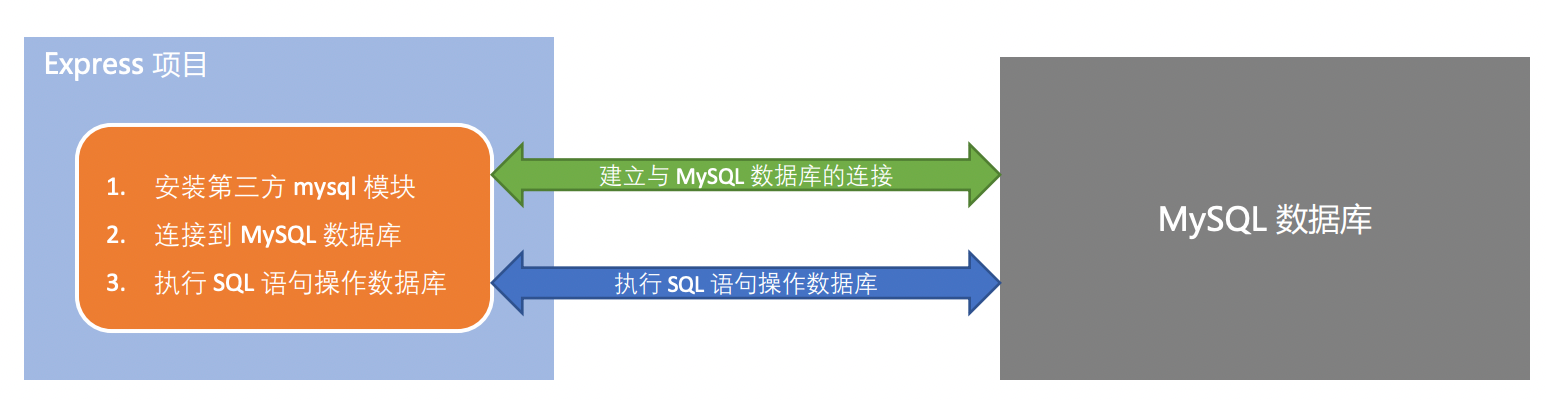 Express 项目
1. 安装第三方 mysql 模块
2. 连接到 MySQL 数据库
3. 执行 SQL 语句操作数据库
建立与 MySQL 数据库的连接
执行 SQL 语句操作数据库
MySQL 数据库